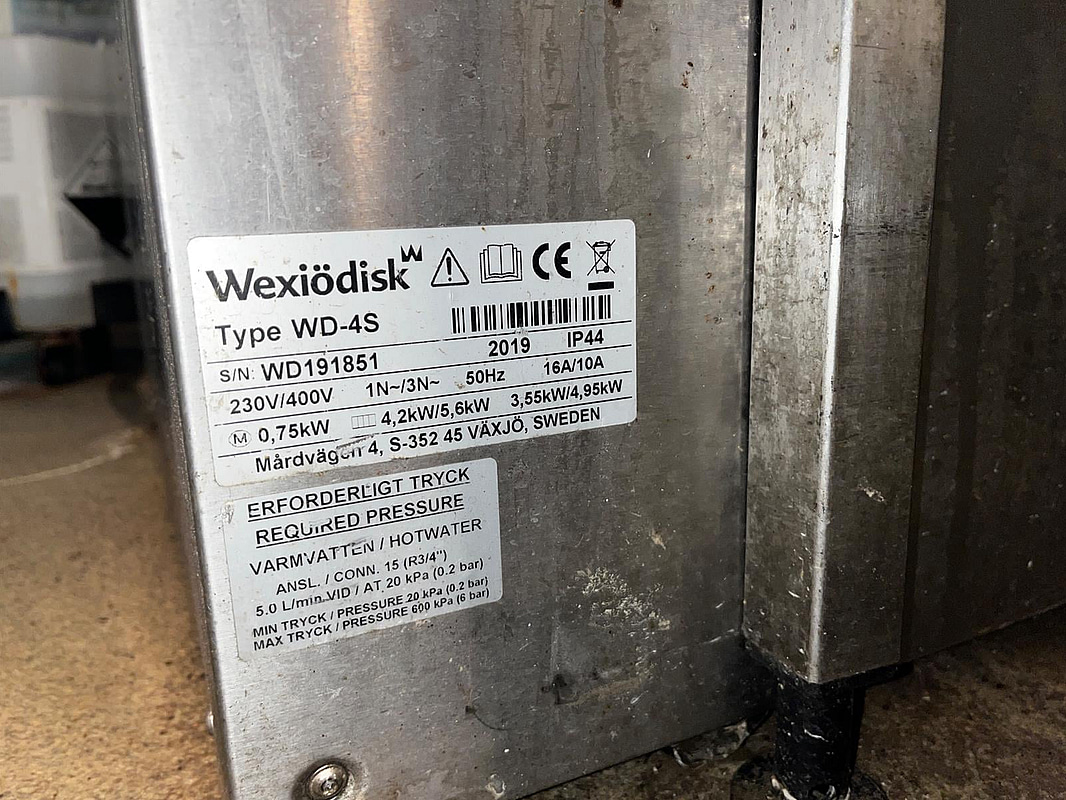 Wexiödisk CE
Type WD-4S
S/N: WD191851 2019 IP44
230V/400V 1N~/3N~ 50Hz 16A/10A
M 0,75kW 4,2kW/5,6kW 3,55kW/4,95kW
Mårdvägen 4, S-352 45 VÄXJÖ, SWEDEN
ERFORDERLIGT TRYCK
REQUIRED PRESSURE
VARMVATTEN / HOTWATER
ANSL. / CONN. 15 (R3/4")
5.0 L/min VID / AT 20 kPa (0.2 bar)
MIN TRYCK / PRESSURE 20 kPa (0.2 bar)
MAX TRYCK / PRESSURE 600 kPa (6 bar)